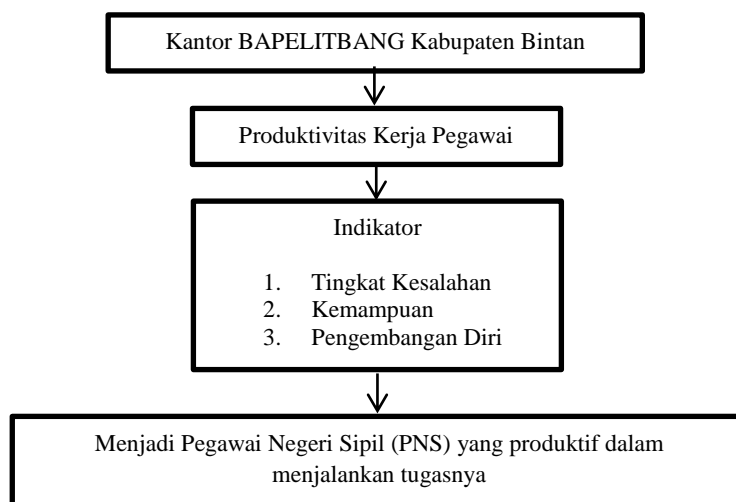 Kantor BAPELITBANG Kabupaten Bintan
Produktivitas Kerja Pegawai
Indikator
1. Tingkat Kesalahan
2. Kemampuan
3. Pengembangan Diri
Menjadi Pegawai Negeri Sipil (PNS) yang produktif dalam
menjalankan tugasnya